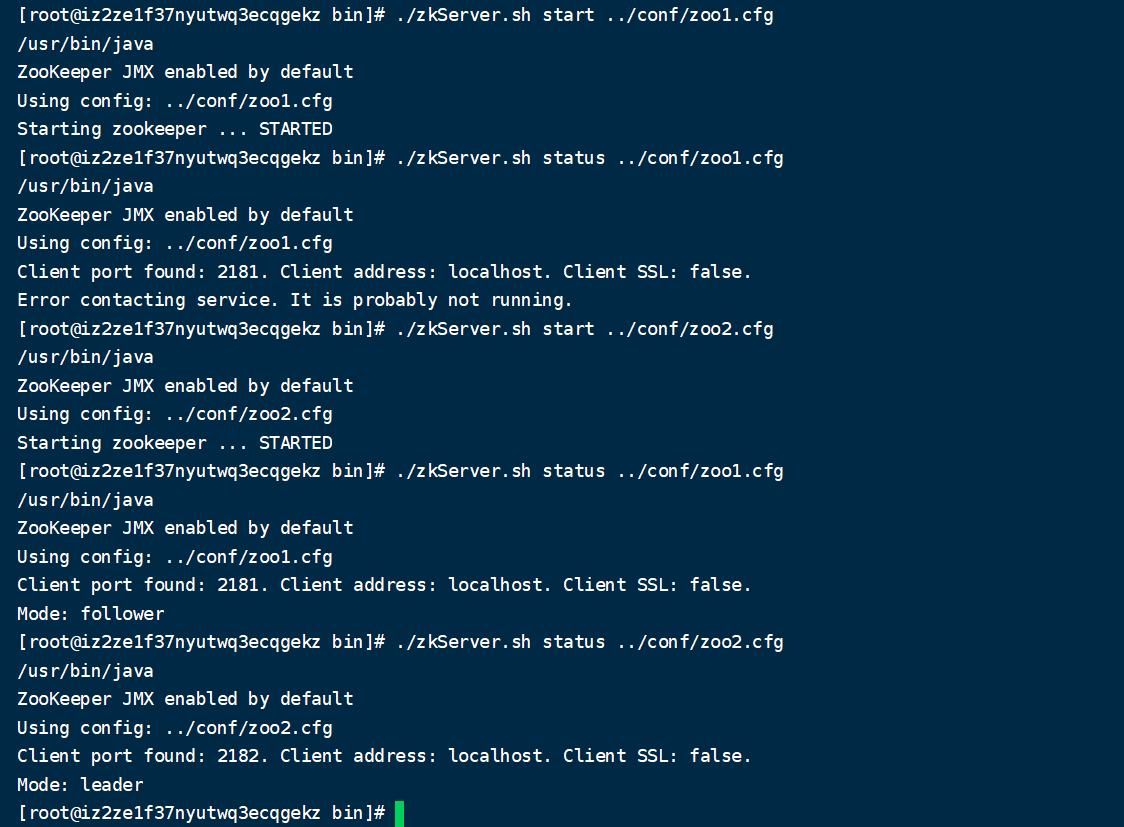 [root@iz2ze1f37nyutwq3ecqgekz bin]# ./zkServer.sh start ../conf/zoo1.cfg
/usr/bin/java
ZooKeeper JMX enabled by default
Using config: ../conf/zoo1.cfg
Starting zookeeper ... STARTED
[root@iz2ze1f37nyutwq3ecqgekz bin]# ./zkServer.sh status ../conf/zoo1.cfg
/usr/bin/java
ZooKeeper JMX enabled by default
Using config: ../conf/zoo1.cfg
Client port found: 2181. Client address: localhost. Client SSL: false.
Error contacting service. It is probably not running.
[root@iz2ze1f37nyutwq3ecqgekz bin]# ./zkServer.sh start ../conf/zoo2.cfg
/usr/bin/java
ZooKeeper JMX enabled by default
Using config: ../conf/zoo2.cfg
Starting zookeeper ... STARTED
[root@iz2ze1f37nyutwq3ecqgekz bin]# ./zkServer.sh status ../conf/zoo1.cfg
/usr/bin/java
ZooKeeper JMX enabled by default
Using config: ../conf/zoo1.cfg
Client port found: 2181. Client address: localhost. Client SSL: false.
Mode: follower
[root@iz2ze1f37nyutwq3ecqgekz bin]# ./zkServer.sh status ../conf/zoo2.cfg
/usr/bin/java
ZooKeeper JMX enabled by default
Using config: ../conf/zoo2.cfg
Client port found: 2182. Client address: localhost. Client SSL: false.
Mode: leader
[root@iz2ze1f37nyutwq3ecqgekz bin]#